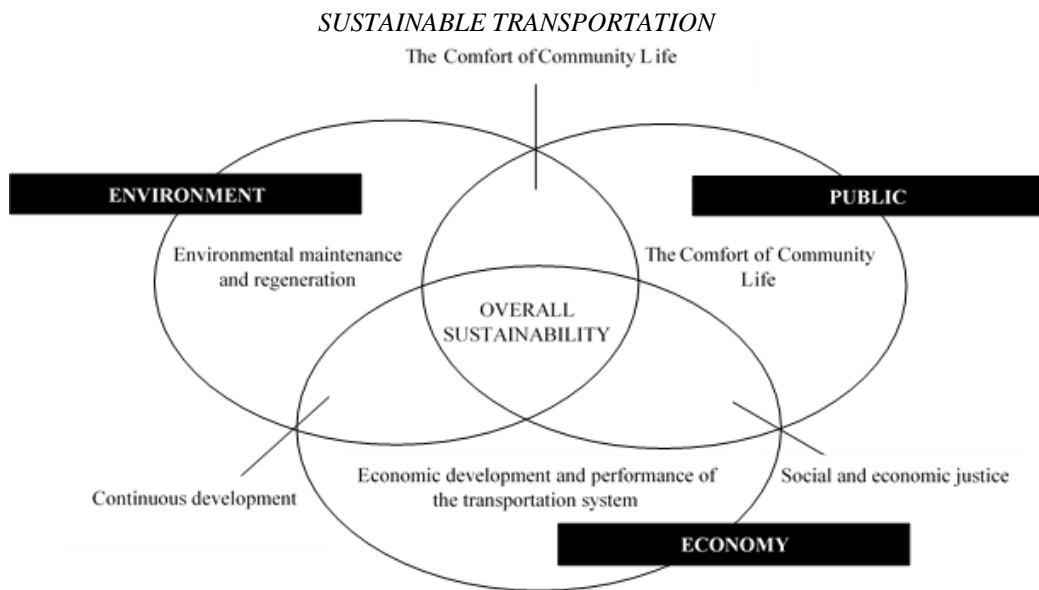 SUSTAINABLE TRANSPORTATION
The Comfort of Community Life
ENVIRONMENT
PUBLIC
Environmental maintenance
and regeneration
The Comfort of Community
Life
OVERALL
SUSTAINABILITY
Economic development and performance of
the transportation system
Continuous development
Social and economic justice
ECONOMY